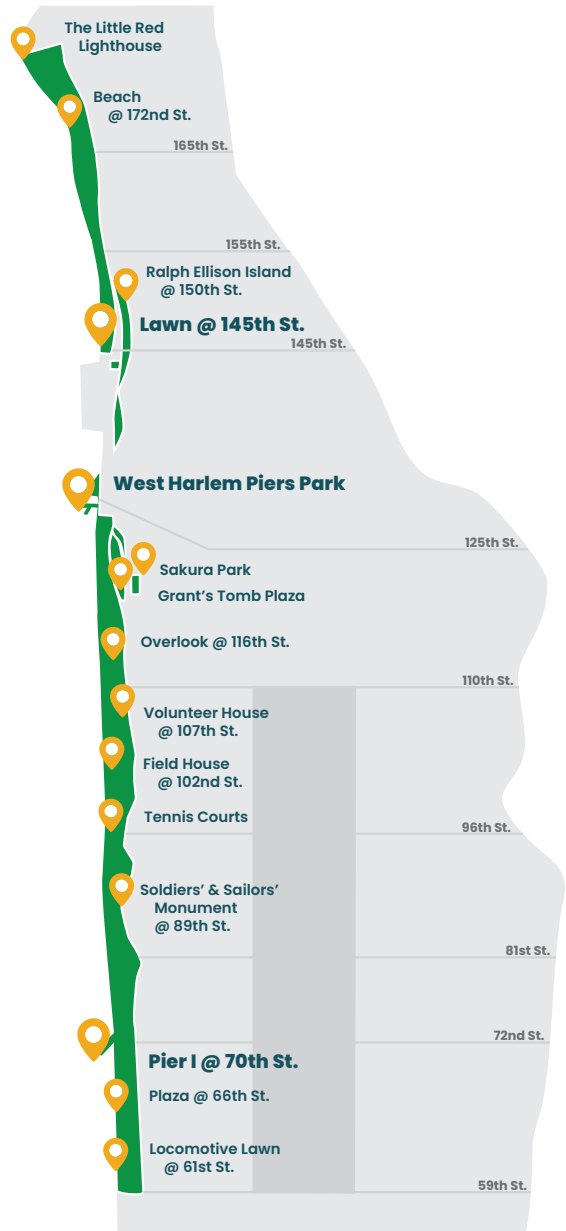 The Little Red
Lighthouse
Beach
@ 172nd St.
165th St.
155th St.
Ralph Ellison Island
@ 150th St.
Lawn @ 145th St.
145th St.
West Harlem Piers Park
125th St.
Sakura Park
Grant's Tomb Plaza
Overlook @ 116th St.
110th St.
Volunteer House
@ 107th St.
Field House
@ 102nd St.
Tennis Courts
96th St.
Soldiers' & Sailors'
Monument
@ 89th St.
81st St.
72nd St.
Pier I @ 70th St.
Plaza @ 66th St.
Locomotive Lawn
@ 61st St.
59th St.